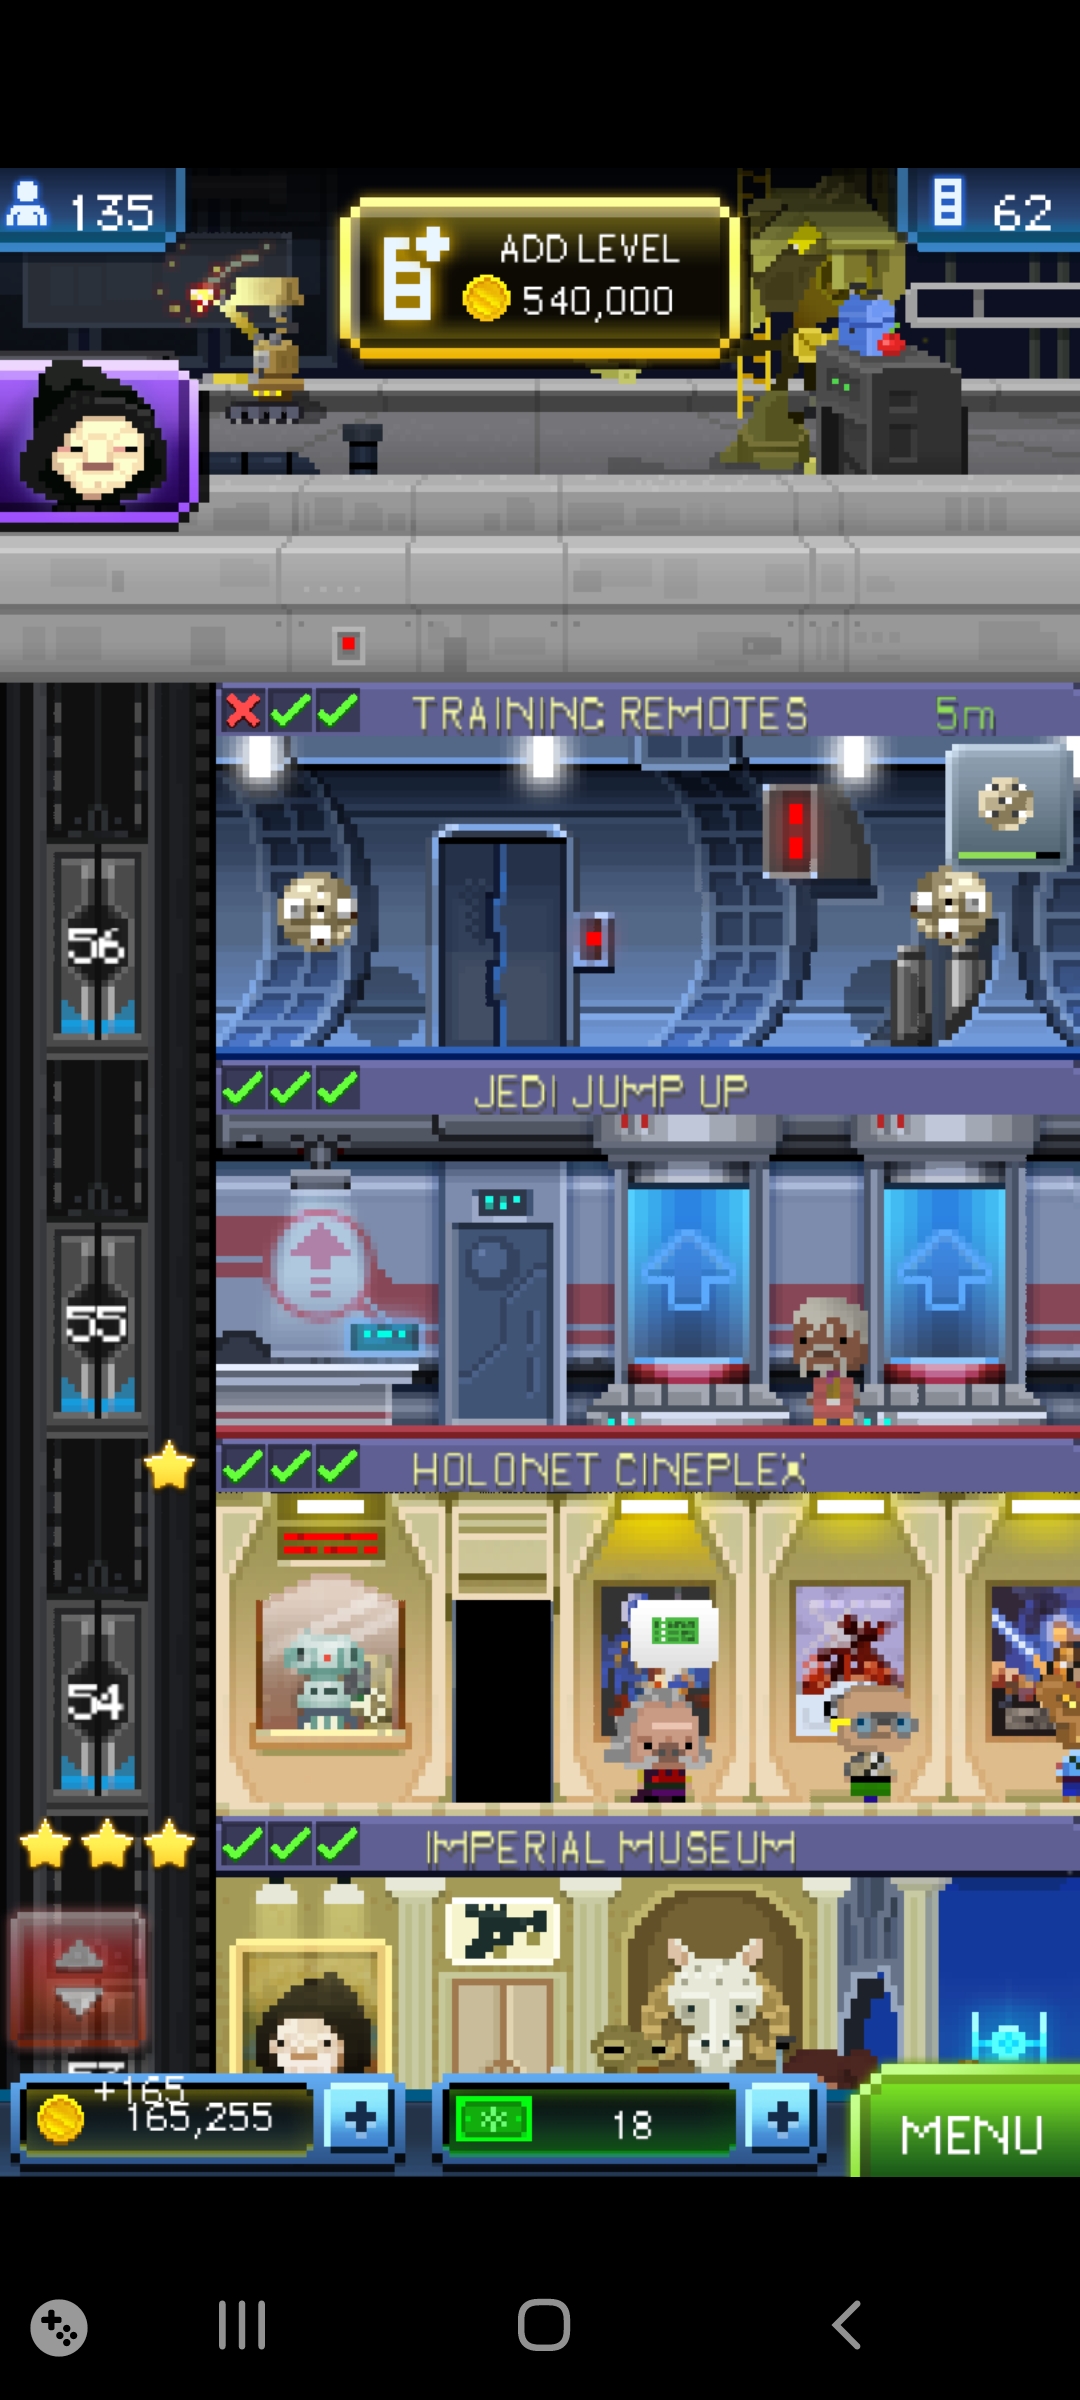 135
ADD LEVEL
540,000
62
TRAINING REMOTES
5m
56
JEDI JUMP UP
55
HOLONET CINEPLEX
54
IMPERIAL MUSEUM
+165
165,255
18
MENU